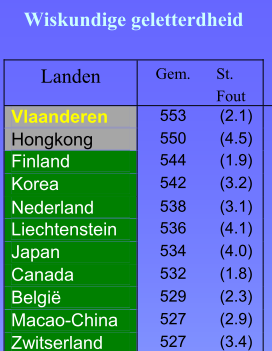 Wiskundige geletterdheid
Landen Gem. St. Fout
Vlaanderen 553 (2.1)
Hongkong 550 (4.5)
Finland 544 (1.9)
Korea 542 (3.2)
Nederland 538 (3.1)
Liechtenstein 536 (4.1)
Japan 534 (4.0)
Canada 532 (1.8)
België 529 (2.3)
Macao-China 527 (2.9)
Zwitserland 527 (3.4)